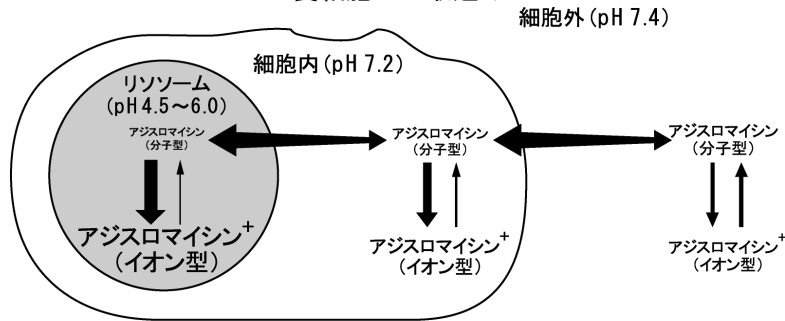 細胞外(pH 7.4)
細胞内(pH 7.2)
リソソーム
(pH 4.5～6.0)
アジスロマイシン
(分子型)
アジスロマイシン+
(イオン型)
アジスロマイシン
(分子型)
アジスロマイシン+
(イオン型)
アジスロマイシン
(分子型)
アジスロマイシン+
(イオン型)